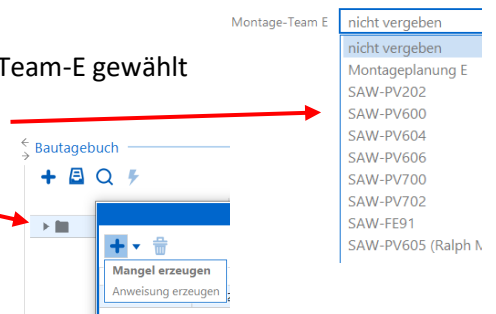 Montage-Team E nicht vergeben
nicht vergeben
Montageplanung E
SAW-PV202
SAW-PV600
SAW-PV604
SAW-PV606
SAW-PV700
SAW-PV702
SAW-FE91
SAW-PV605 (Ralph M
Team-E gewählt
Bautagebuch
Mangel erzeugen
Anweisung erzeugen